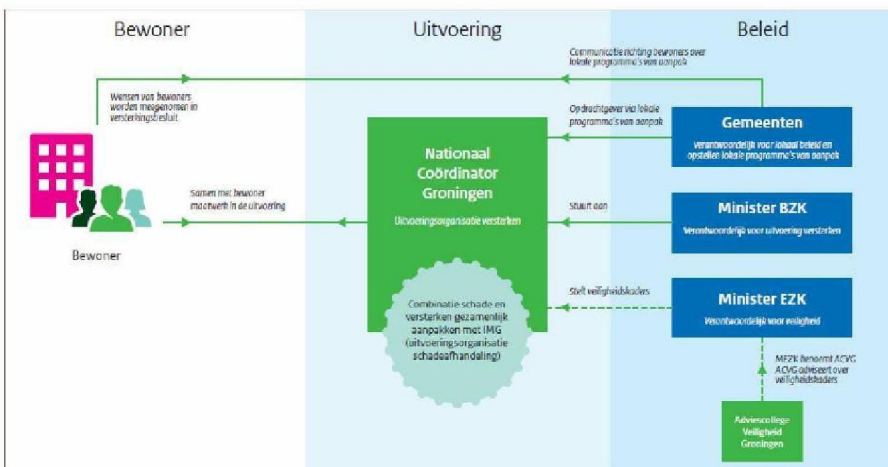 Bewoner
Uitvoering
Beleid
Communicatie richting bewoners over
lokale programma's van aanpak
Wensen van bewoners
worden meegenomen in
versterkingsbesluit
Opdrachtgever via lokale
programma's van aanpak
Gemeenten
Verantwoordelijk voor lokaal beleid en
opstellen lokale programma's van aanpak
Nationaal
Coördinator
Groningen
Uitvoeringsorganisatie versterken
Samen met bewoner
maatwerk in de uitvoering
Stuurt aan
Minister BZK
Verantwoordelijk voor uitvoering versterken
Bewoner
Stelt veiligheidskaders
Minister EZK
Verantwoordelijk voor veiligheid
Combinatie schade en
versterken gezamenlijk
aanpakken met IMG
(uitvoeringsorganisatie
schadeafhandeling)
MEZK benoemt ACVG
ACVG adviseert over
veiligheidskaders
Adviescollege
Veiligheid
Groningen